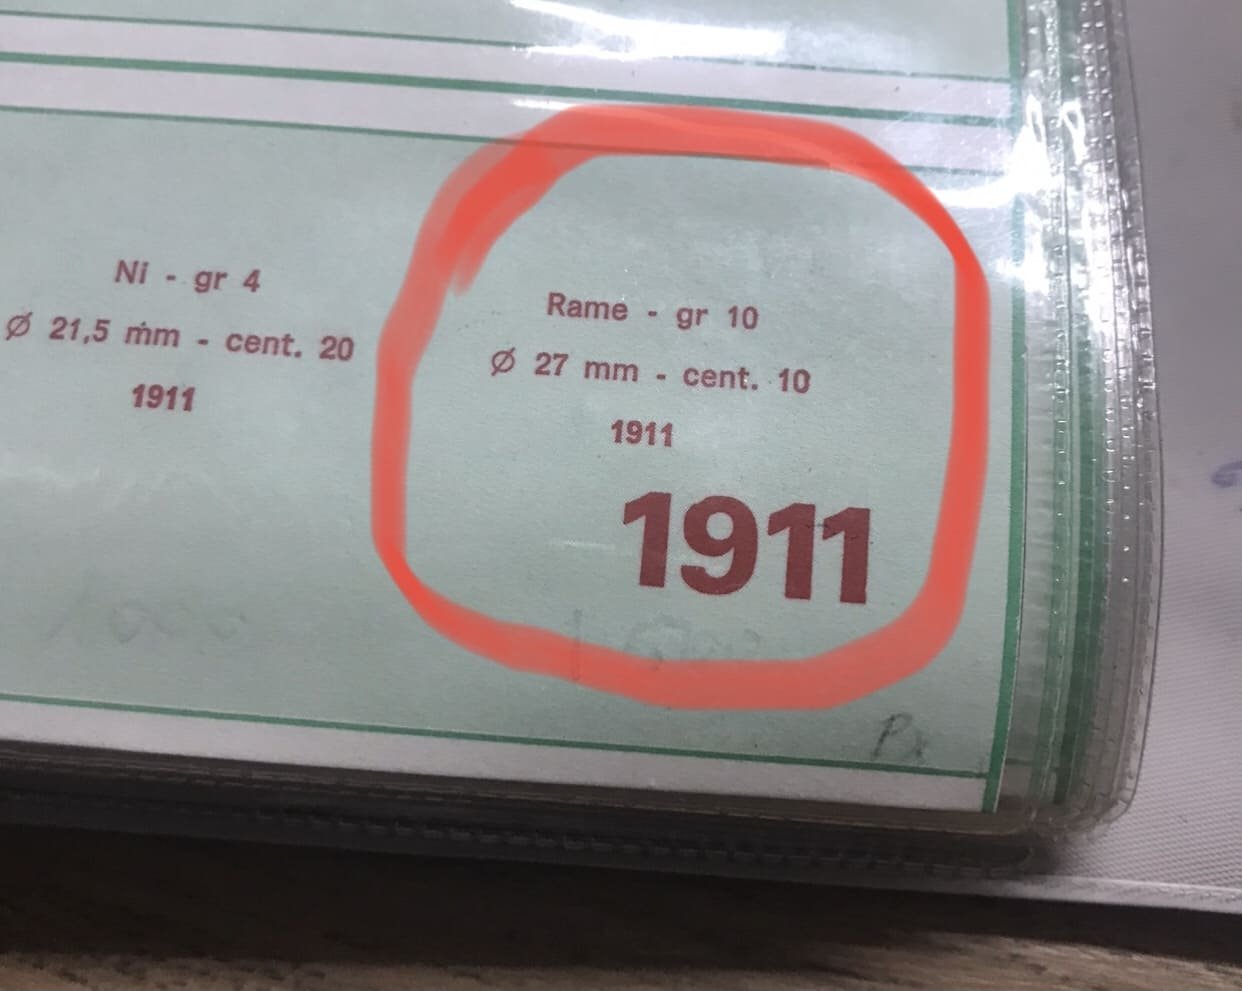 Ni - gr 4
Ø 21,5 mm - cent. 20
1911
Rame - gr 10
Ø 27 mm - cent. 10
1911
1911